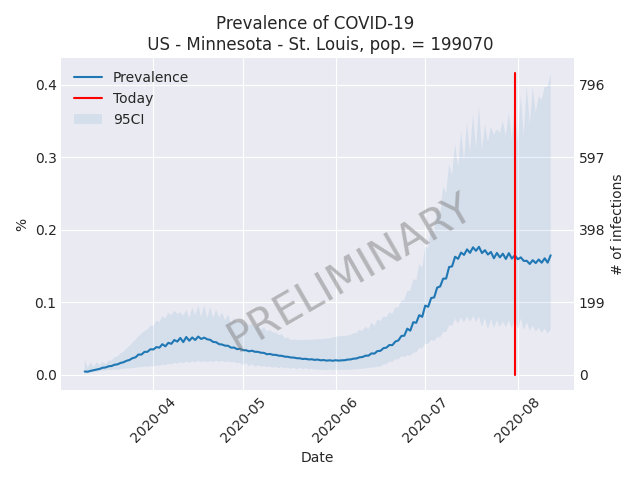 Prevalence of COVID-19
US - Minnesota - St. Louis, pop. = 199070
Prevalence
Today
95CI
PRELIMINARY
%
0.4
0.3
0.2
0.1
0.0
796
597
398
199
0
# of infections
2020-04
2020-05
2020-06
2020-07
2020-08
Date